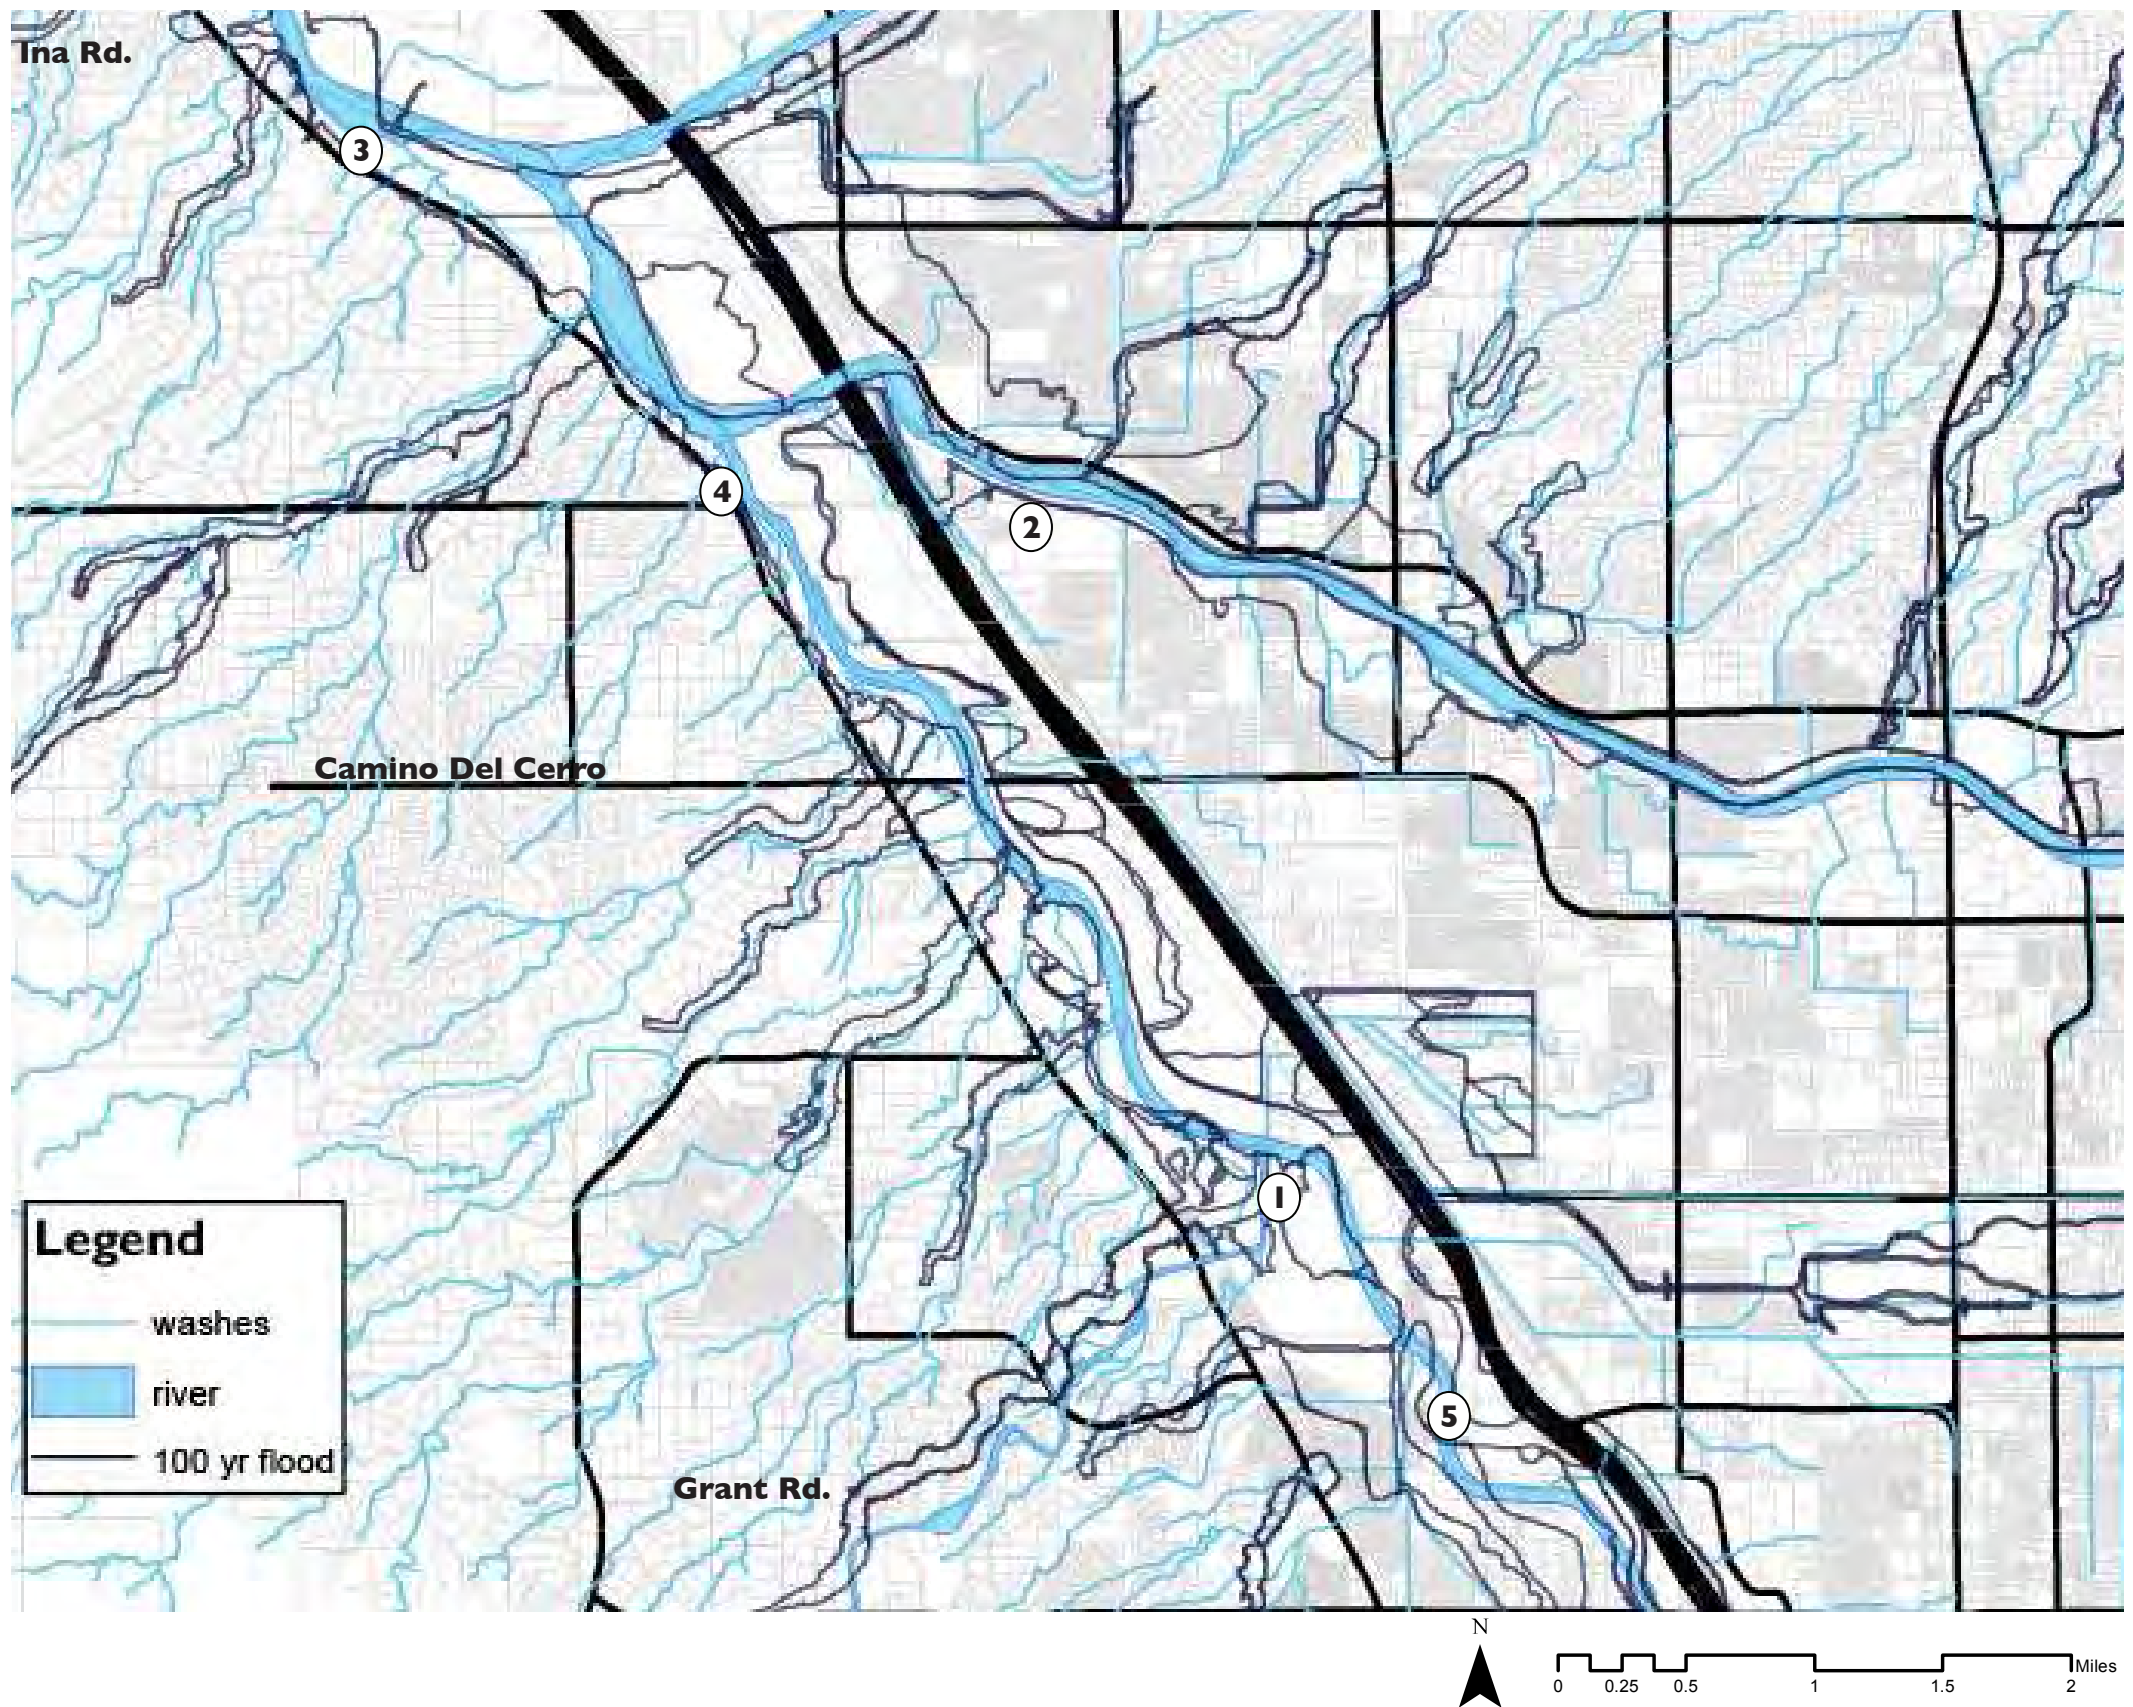 Ina Rd.
3
4
2
Camino Del Cerro
1
Legend
washes
river
100 yr flood
5
Grant Rd.
N
0 0.25 0.5 1 1.5 2 Miles